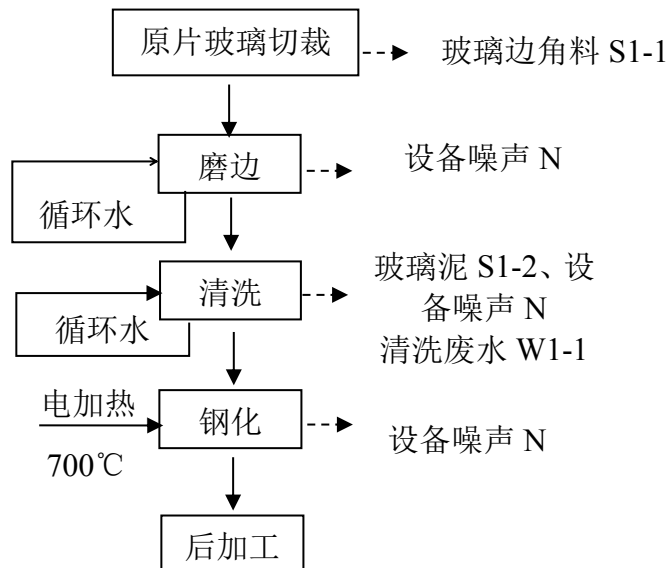 原片玻璃切裁
玻璃边角料 S1-1
磨边
设备噪声 N
循环水
清洗
玻璃泥 S1-2、设
备噪声 N
清洗废水 W1-1
循环水
电加热
700℃
钢化
设备噪声 N
后加工